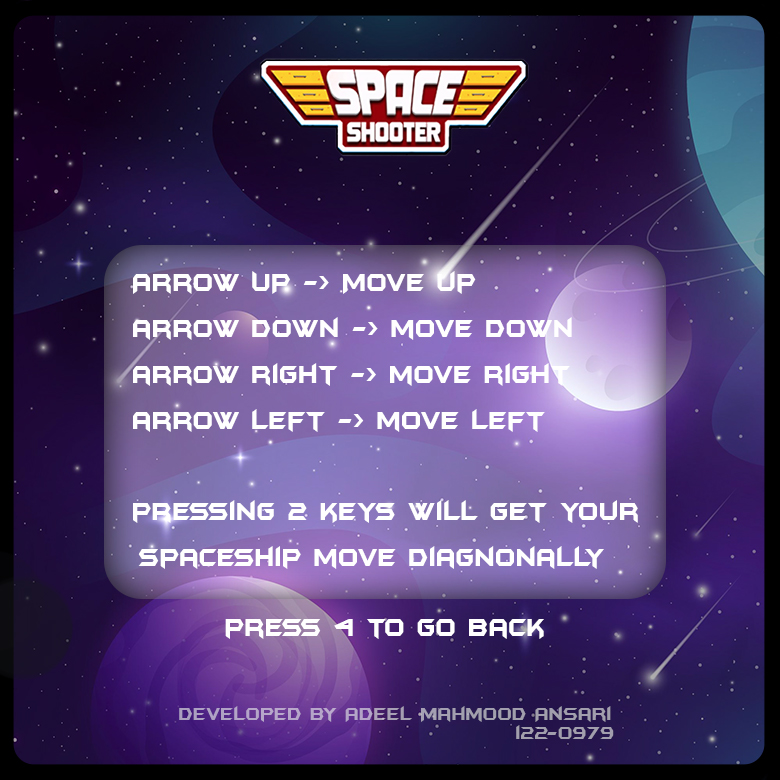 SPACE
SHOOTER
ARROW UP -> MOVE UP
ARROW DOWN -> MOVE DOWN
ARROW RIGHT -> MOVE RIGHT
ARROW LEFT -> MOVE LEFT
PRESSING 2 KEYS WILL GET YOUR
SPACESHIP MOVE DIAGNONALLY
PRESS 4 TO GO BACK
DEVELOPED BY ADEEL MAHMOOD ANSARI
I22-0979